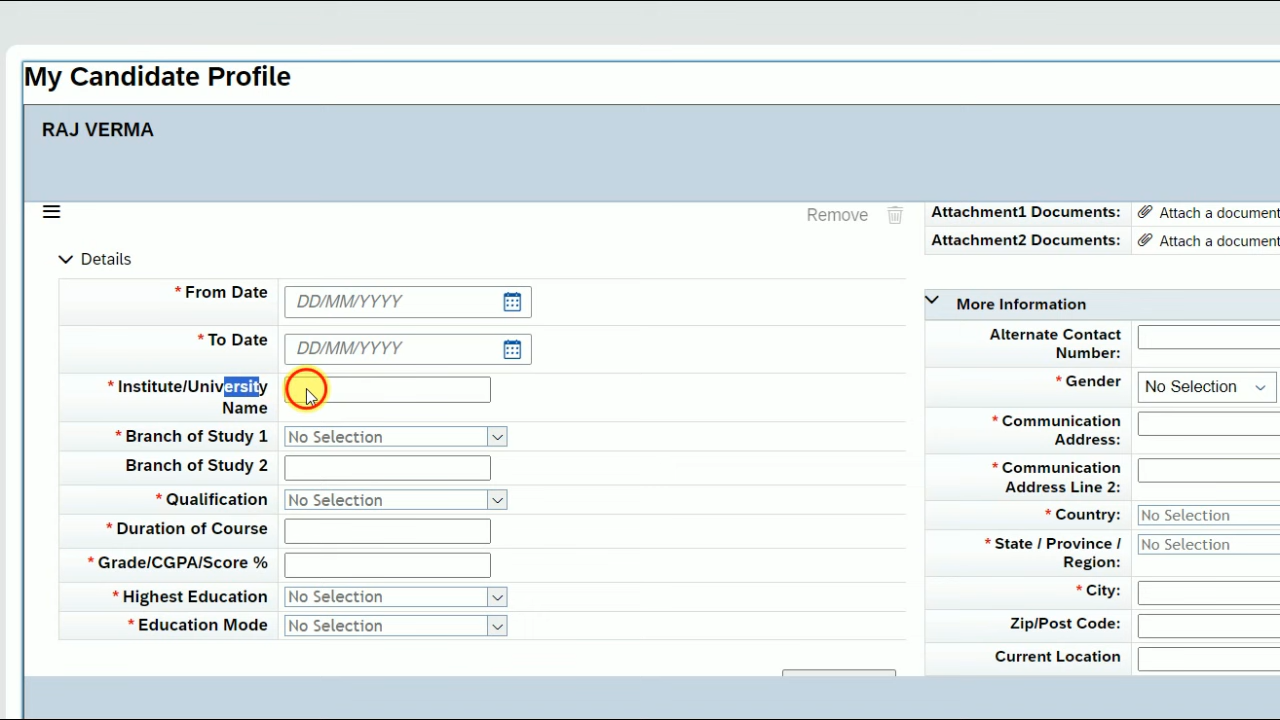 My Candidate Profile
RAJ VERMA
Remove
Details
* From Date DD/MM/YYYY
* To Date DD/MM/YYYY
* Institute/University
Name
* Branch of Study 1 No Selection
Branch of Study 2
* Qualification No Selection
* Duration of Course
* Grade/CGPA/Score %
* Highest Education No Selection
* Education Mode No Selection
Attachment1 Documents: Attach a document
Attachment2 Documents: Attach a document
More Information
Alternate Contact
Number:
* Gender No Selection
* Communication
Address:
* Communication
Address Line 2:
* Country: No Selection
* State / Province / No Selection
Region:
* City:
Zip/Post Code:
Current Location